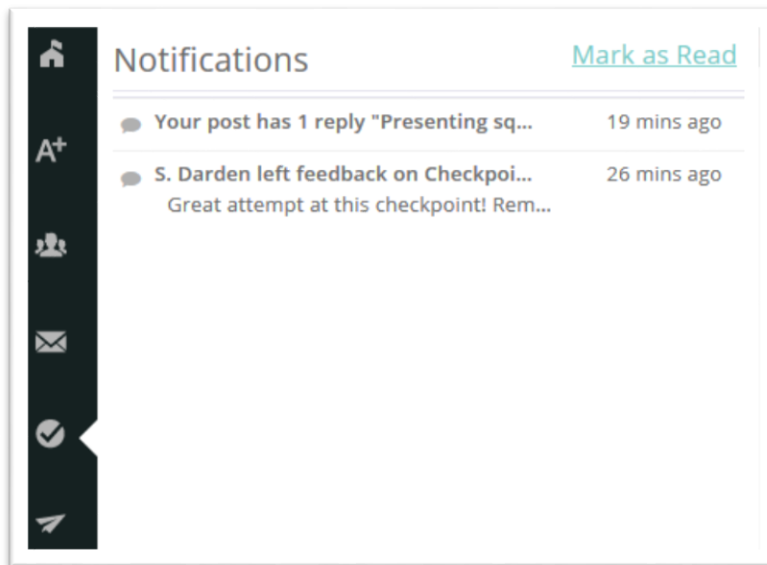 Notifications
Mark as Read
Your post has 1 reply "Presenting sq...
19 mins ago
S. Darden left feedback on Checkpoi...
26 mins ago
Great attempt at this checkpoint! Rem...
A+